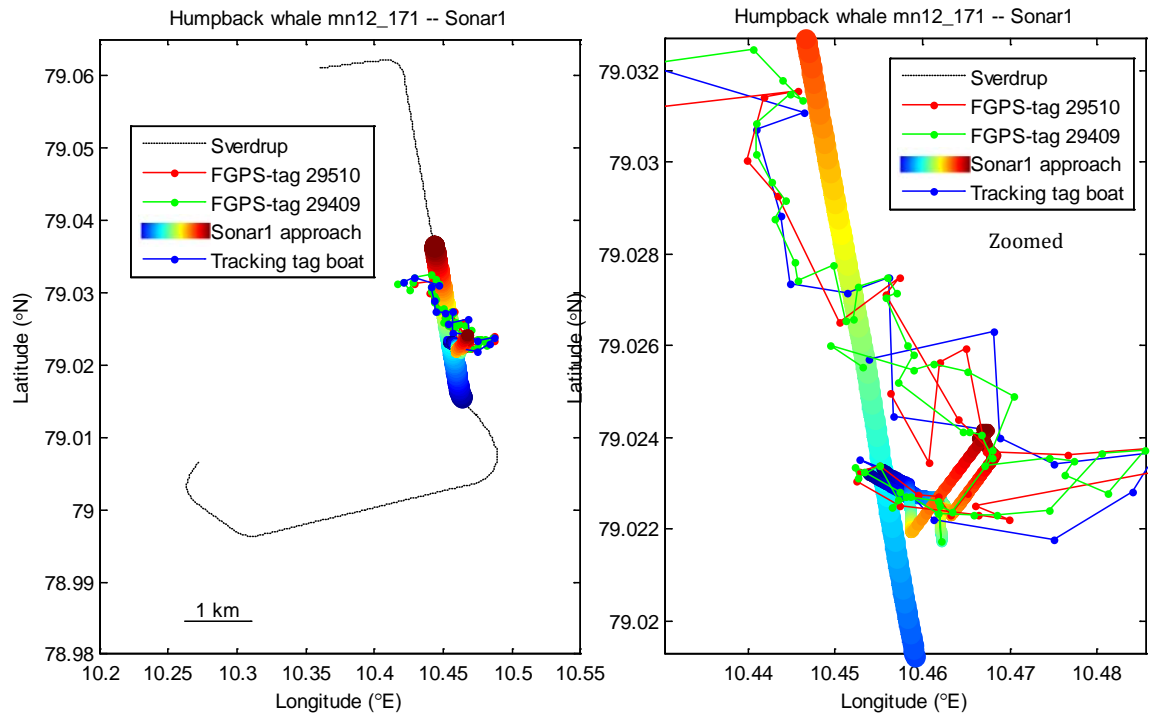 Humpback whale mn12_171 -- Sonar1
79.06
79.05
79.04
79.03
79.02
79.01
79
78.99
78.98
Latitude (°N)
Sverdrup
FGPS-tag 29510
FGPS-tag 29409
Sonar1 approach
Tracking tag boat
1 km
10.2
10.25
10.3
10.35
10.4
10.45
10.5
10.55
Longitude (°E)
Humpback whale mn12_171 -- Sonar1
79.032
79.03
79.028
79.026
79.024
79.022
79.02
Latitude (°N)
Sverdrup
FGPS-tag 29510
FGPS-tag 29409
Sonar1 approach
Tracking tag boat
Zoomed
10.44
10.45
10.46
10.47
10.48
Longitude (°E)